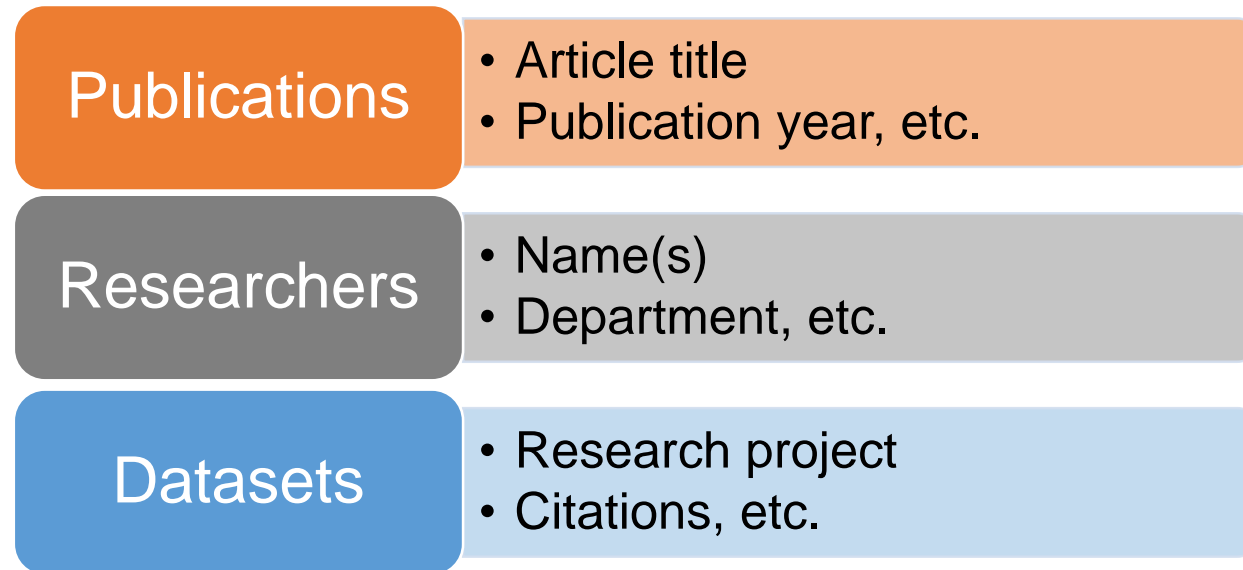 Publications
• Article title
• Publication year, etc.
Researchers
• Name(s)
• Department, etc.
Datasets
• Research project
• Citations, etc.